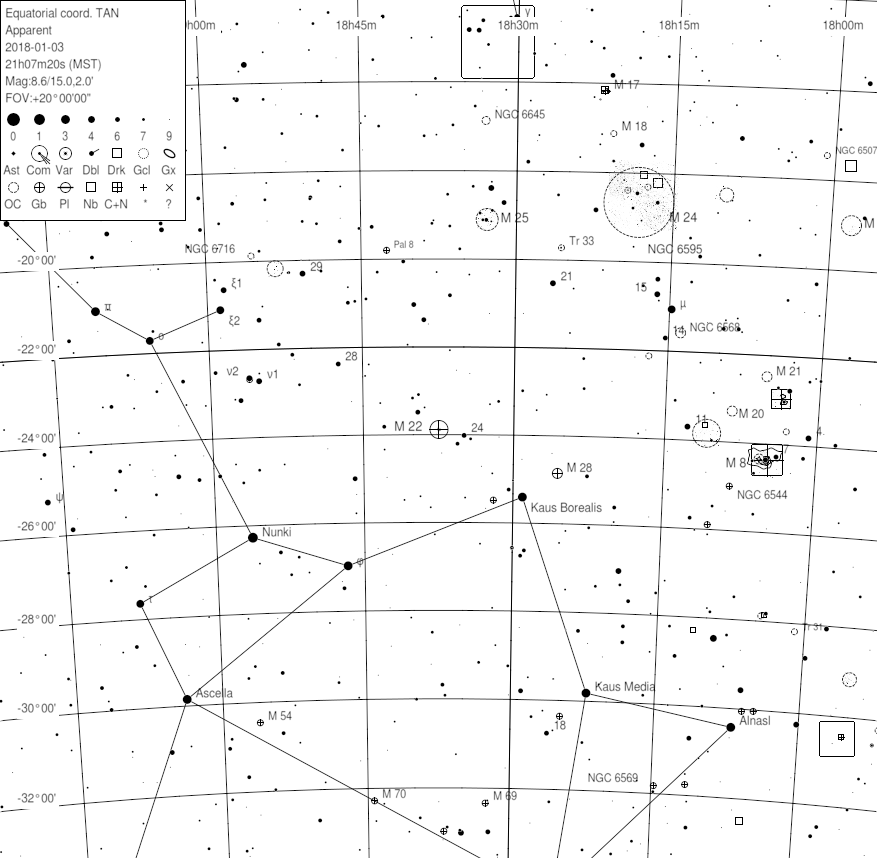 Equatorial coord. TAN
Apparent
2018-01-03
21h07m20s (MST)
Mag:8.6/15.0,2.0'
FOV:+20°00'00"
0 1 3 4 6 7 9
Ast Com Var Dbl Drk Gcl Gx
OC Gb Pl Nb C+N * ?
h00m 18h45m 18h30m 18h15m 18h00m
γ
M 17
NGC 6645
M 18
NGC 6507
M 25
M 24
M
Tr 33
NGC 6716
Pal 8
NGC 6595
-20°00'
29
ξ1
21
15
μ
ξ2
ο
14
NGC 6568
-22°00'
28
ν2
ν1
M 21
M 20
11
M 22
24
4
-24°00'
7
M 8
M 28
NGC 6544
ψ
Kaus Borealis
-26°00'
Nunki
φ
τ
-28°00'
Tr 31
Ascella
Kaus Media
-30°00'
M 54
18
Alnasl
NGC 6569
-32°00'
M 70
M 69